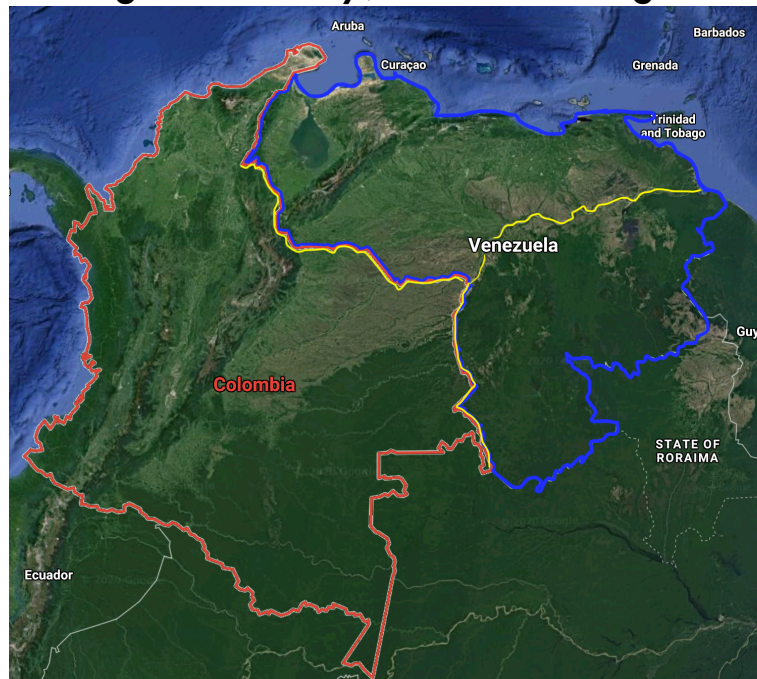 Aruba
Barbados
Curaçao
Grenada
Trinidad
and Tobago
Venezuela
Guy
Colombia
STATE OF
RORAIMA
Ecuador